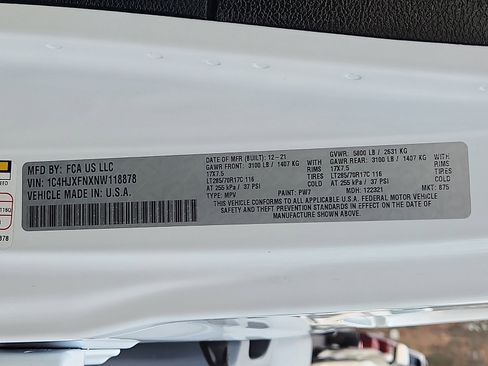 MFD BY: FCA US LLC
VIN: 1C4HJXFNXNW118878
VEHICLE MADE IN: U.S.A.
DATE OF MFR (BUILT): 12-21 GVWR: 5800 LB / 2631 KG
GAWR FRONT: 3100 LB / 1407 KG WITH GAWR REAR: 3100 LB / 1407 KG WITH
17X7.5 RIMS 17X7.5 RIMS
LT285/70R17C 116 TIRES LT285/70R17C 116 TIRES
AT 255 kPa / 37 PSI COLD AT 255 kPa / 37 PSI COLD
TYPE: MPV PAINT: PW7 MDH: 122321 MKT: 875
THIS VEHICLE CONFORMS TO ALL APPLICABLE U.S.A. FEDERAL MOTOR VEHICLE
SAFETY AND THEFT PREVENTION STANDARDS IN EFFECT ON THE DATE OF
MANUFACTURE SHOWN ABOVE.